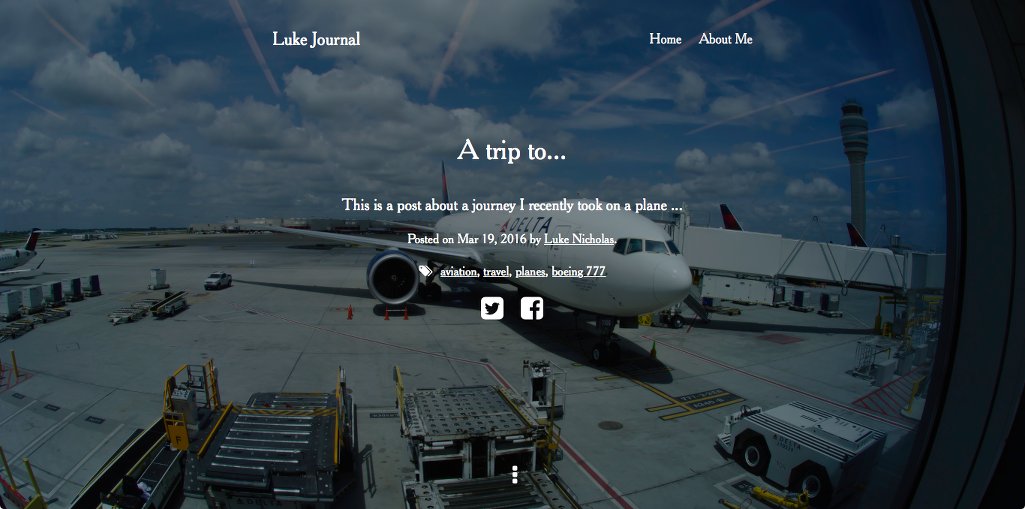 Luke Journal
Home About Me
A trip to...
This is a post about a journey I recently took on a plane ...
DELTA
Posted on Mar 19, 2016 by Luke Nicholas.
aviation, travel, planes, boeing 777
DELTA